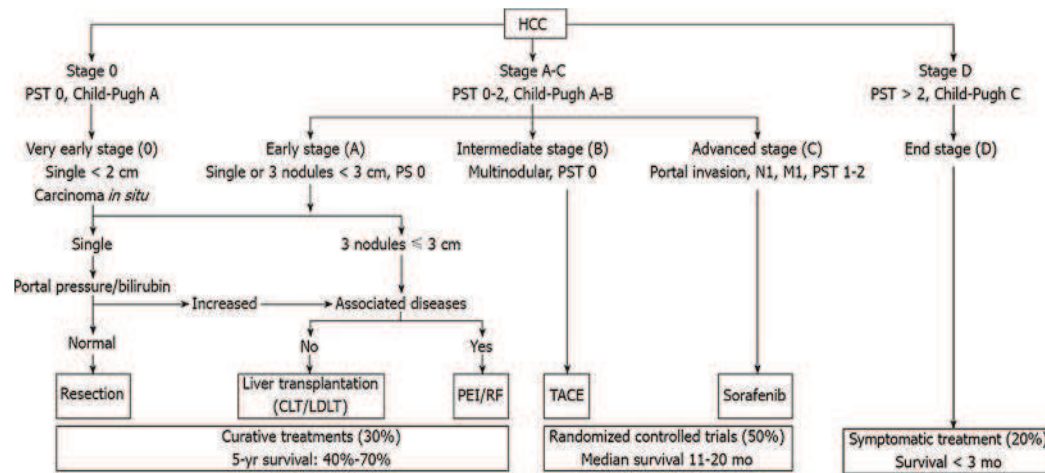 HCC
Stage 0
PST 0, Child-Pugh A
Stage A-C
PST 0-2, Child-Pugh A-B
Stage D
PST > 2, Child-Pugh C
Very early stage (0)
Single < 2 cm
Carcinoma in situ
Early stage (A)
Single or 3 nodules < 3 cm, PS 0
Intermediate stage (B)
Multinodular, PST 0
Advanced stage (C)
Portal invasion, N1, M1, PST 1-2
End stage (D)
Single
3 nodules ⩽ 3 cm
Portal pressure/bilirubin
Increased
Associated diseases
Normal
No
Yes
Resection
Liver transplantation
(CLT/LDLT)
PEI/RF
TACE
Sorafenib
Curative treatments (30%)
5-yr survival: 40%-70%
Randomized controlled trials (50%)
Median survival 11-20 mo
Symptomatic treatment (20%)
Survival < 3 mo